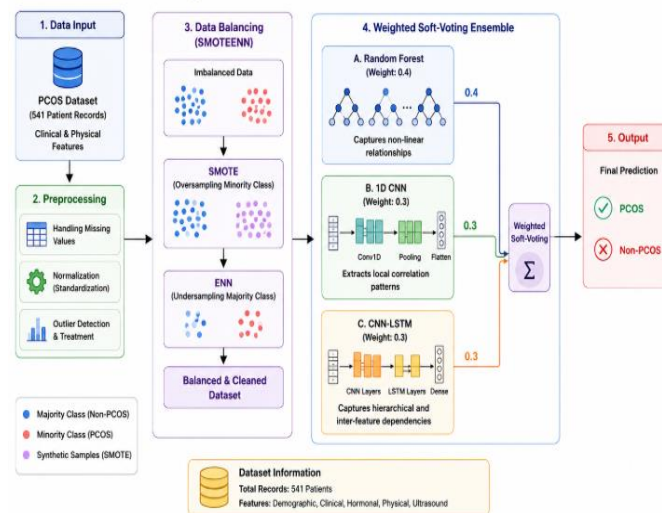 1. Data Input
PCOS Dataset
(541 Patient Records)
Clinical & Physical
Features
2. Preprocessing
Handling Missing
Values
Normalization
(Standardization)
Outlier Detection
& Treatment
Majority Class (Non-PCOS)
Minority Class (PCOS)
Synthetic Samples (SMOTE)
3. Data Balancing
(SMOTEENN)
Imbalanced Data
SMOTE
(Oversampling Minority Class)
ENN
(Undersampling Majority Class)
Balanced & Cleaned
Dataset
4. Weighted Soft-Voting Ensemble
A. Random Forest
(Weight: 0.4)
...
Captures non-linear
relationships
0.4
B. 1D CNN
(Weight: 0.3)
Conv1D Pooling Flatten
Extracts local correlation
patterns
0.3
C. CNN-LSTM
(Weight: 0.3)
CNN Layers LSTM Layers Dense
Captures hierarchical and
inter-feature dependencies
0.3
Weighted
Soft-Voting
Σ
5. Output
Final Prediction
PCOS
Non-PCOS
Dataset Information
Total Records: 541 Patients
Features: Demographic, Clinical, Hormonal, Physical, Ultrasound